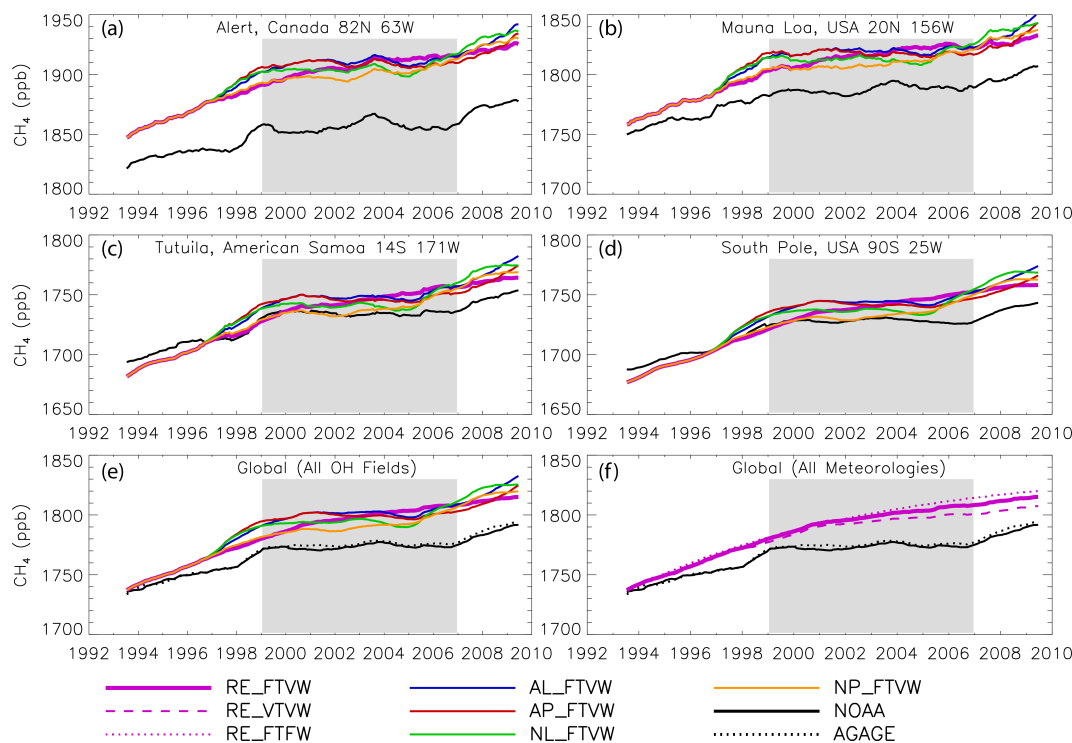 (a) Alert, Canada 82N 63W
CH4 (ppb)
1950
1900
1850
1800
1992 1994 1996 1998 2000 2002 2004 2006 2008 2010
(b) Mauna Loa, USA 20N 156W
1850
1800
1750
1700
1992 1994 1996 1998 2000 2002 2004 2006 2008 2010
(c) Tutuila, American Samoa 14S 171W
CH4 (ppb)
1800
1750
1700
1650
1992 1994 1996 1998 2000 2002 2004 2006 2008 2010
(d) South Pole, USA 90S 25W
1800
1750
1700
1650
1992 1994 1996 1998 2000 2002 2004 2006 2008 2010
(e) Global (All OH Fields)
CH4 (ppb)
1850
1800
1750
1700
1992 1994 1996 1998 2000 2002 2004 2006 2008 2010
(f) Global (All Meteorologies)
1850
1800
1750
1700
1992 1994 1996 1998 2000 2002 2004 2006 2008 2010
RE_FTVW AL_FTVW NP_FTVW
RE_VTVW AP_FTVW NOAA
RE_FTFW NL_FTVW AGAGE